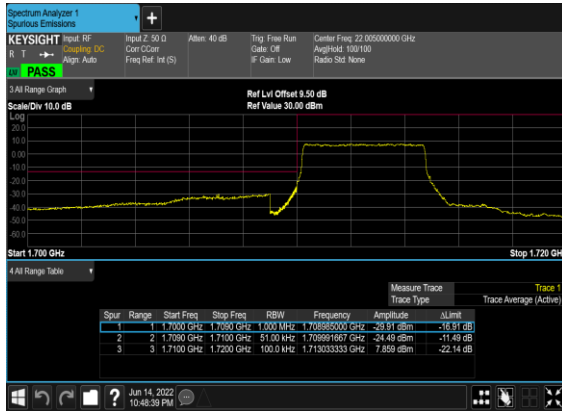 Spectrum Analyzer 1
Spurious Emissions
KEYSIGHT
R T
LXI PASS
Input: RF
Coupling: DC
Align: Auto
Input Z: 50 Ω
Corr CCorr
Freq Ref: Int (S)
Atten: 40 dB
Trig: Free Run
Gate: Off
IF Gain: Low
Center Freq: 22.005000000 GHz
Avg|Hold: 100/100
Radio Std: None
3 All Range Graph
Scale/Div 10.0 dB
Ref Lvl Offset 9.50 dB
Ref Value 30.00 dBm
Log
20.0
10.0
0.00
-10.0
-20.0
-30.0
-40.0
-50.0
-60.0
Start 1.700 GHz
Stop 1.720 GH
4 All Range Table
Measure Trace Trace 1
Trace Type Trace Average (Active)
Spur Range Start Freq Stop Freq RBW Frequency Amplitude ΔLimit
1 1 1.7000 GHz 1.7090 GHz 1.000 MHz 1.708985000 GHz -29.91 dBm -16.91 dB
2 2 1.7090 GHz 1.7100 GHz 51.00 kHz 1.709991667 GHz -24.49 dBm -11.49 dB
3 3 1.7100 GHz 1.7200 GHz 100.0 kHz 1.713033333 GHz 7.859 dBm -22.14 dB
?
Jun 14, 2022
10:48:39 PM